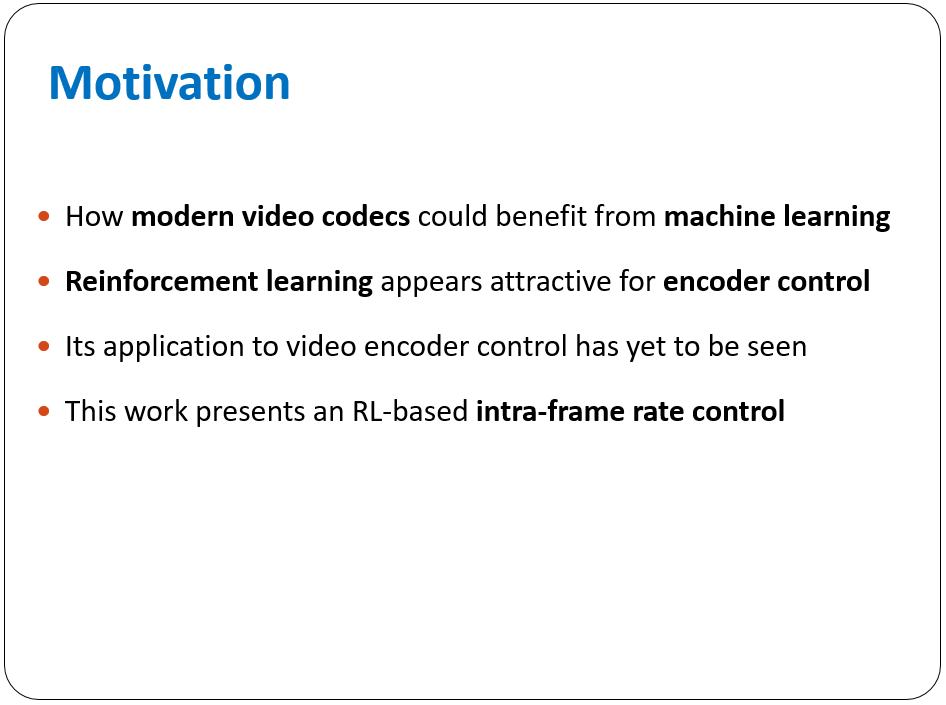 Motivation
• How modern video codecs could benefit from machine learning
• Reinforcement learning appears attractive for encoder control
• Its application to video encoder control has yet to be seen
• This work presents an RL-based intra-frame rate control